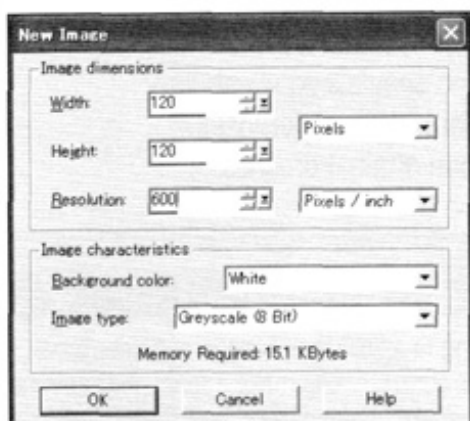 New Image
Image dimensions
Width: 120
Pixels
Height: 120
Resolution: 600 Pixels / inch
Image characteristics
Background color: White
Image type: Greyscale (8 Bit)
Memory Required: 15.1 KBytes
OK Cancel Help